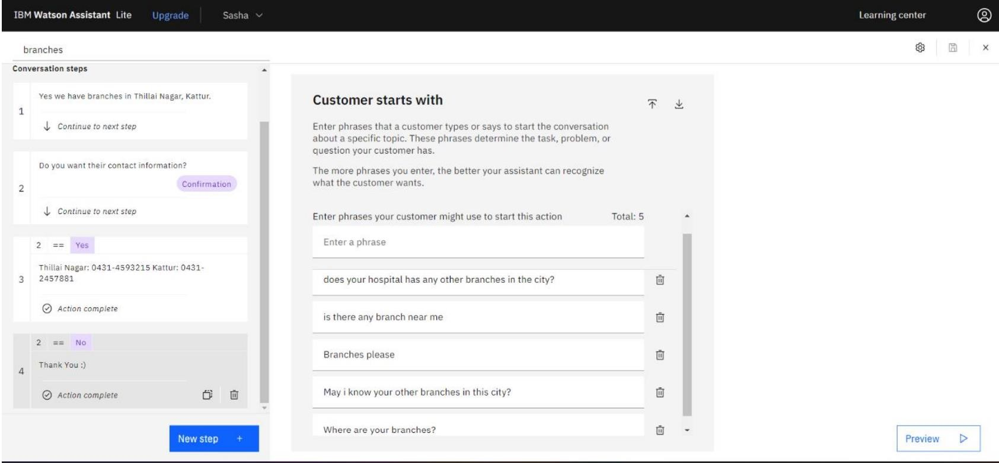 IBM Watson Assistant Lite Upgrade Sasha Learning center
branches
Conversation steps
1
Yes we have branches in Thillai Nagar, Kattur.
Continue to next step
2
Do you want their contact information?
Confirmation
Continue to next step
2 == Yes
3
Thillai Nagar: 0431-4593215 Kattur: 0431-
2457881
Action complete
2 == No
4
Thank You :)
Action complete
New step +
Customer starts with
Enter phrases that a customer types or says to start the conversation
about a specific topic. These phrases determine the task, problem, or
question your customer has.
The more phrases you enter, the better your assistant can recognize
what the customer wants.
Enter phrases your customer might use to start this action Total: 5
Enter a phrase
does your hospital has any other branches in the city?
is there any branch near me
Branches please
May i know your other branches in this city?
Where are your branches?
Preview